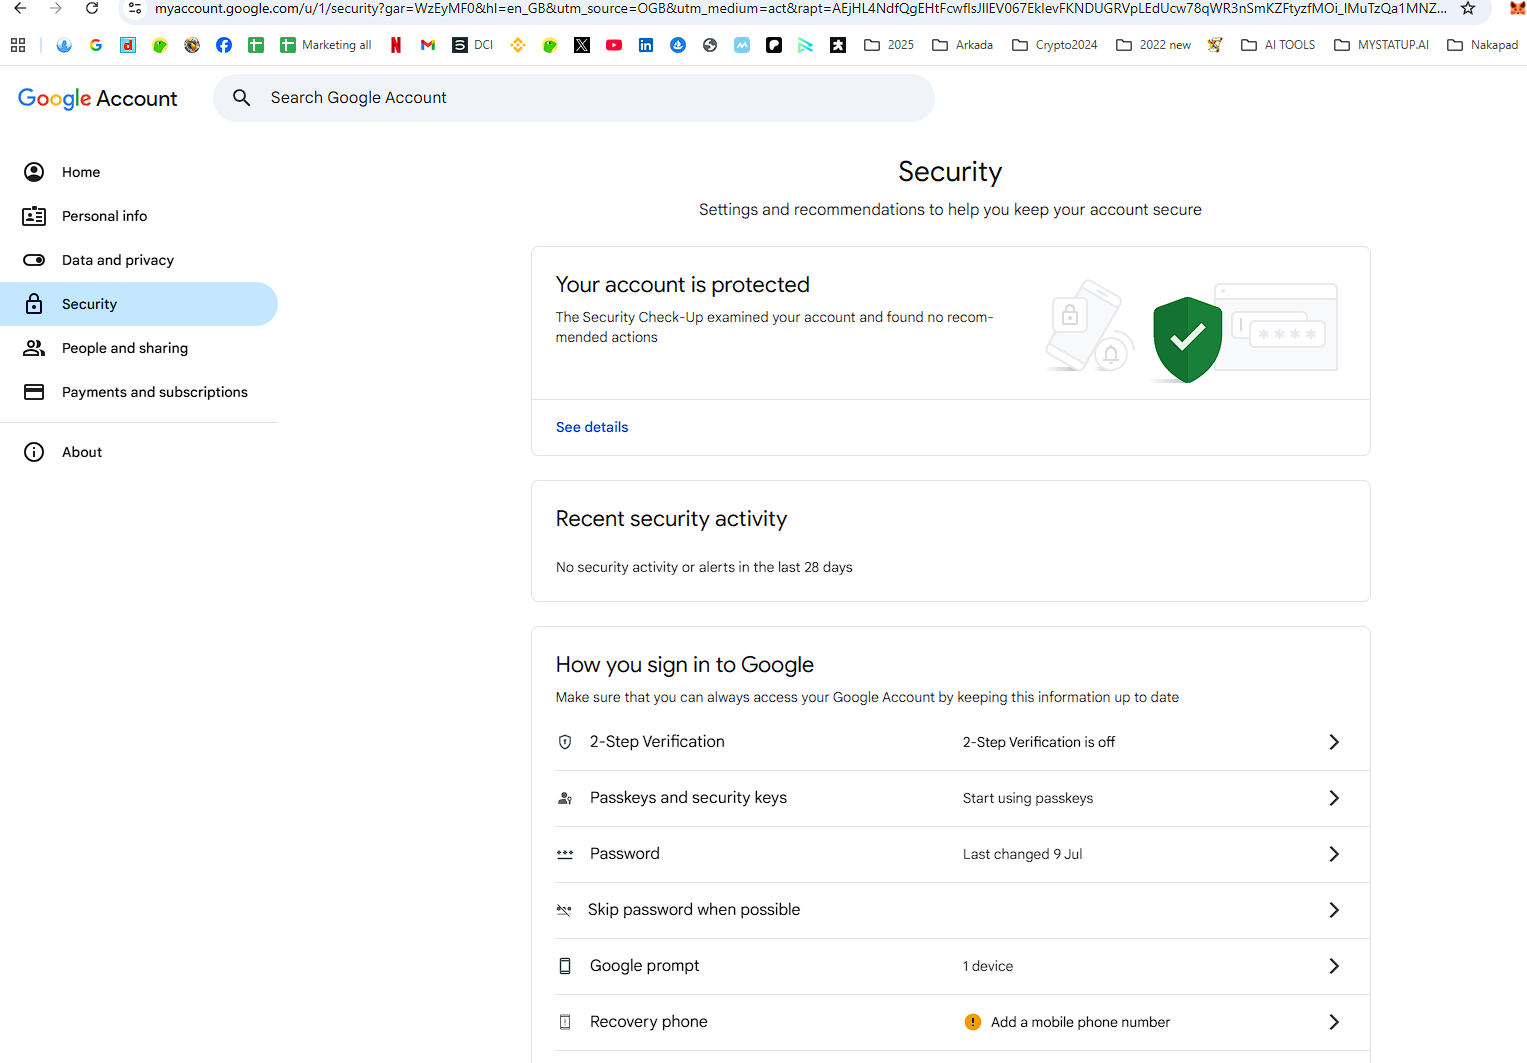 myaccount.google.com/u/1/security?gar=WzEyMF0&hl=en_GB&utm_source=OGB&utm_medium=act&rapt=
Marketing all
DCI
2025
Arkada
Crypto2024
2022 new
AI TOOLS
MYSTATUP.AI
Nakapad
Google Account
Search Google Account
Home
Personal info
Data and privacy
Security
People and sharing
Payments and subscriptions
About
Security
Settings and recommendations to help you keep your account secure
Your account is protected
The Security Check-Up examined your account and found no recom-
mended actions
See details
Recent security activity
No security activity or alerts in the last 28 days
How you sign in to Google
Make sure that you can always access your Google Account by keeping this information up to date
2-Step Verification
2-Step Verification is off
Passkeys and security keys
Start using passkeys
Password
Last changed 9 Jul
Skip password when possible
Google prompt
1 device
Recovery phone
Add a mobile phone number